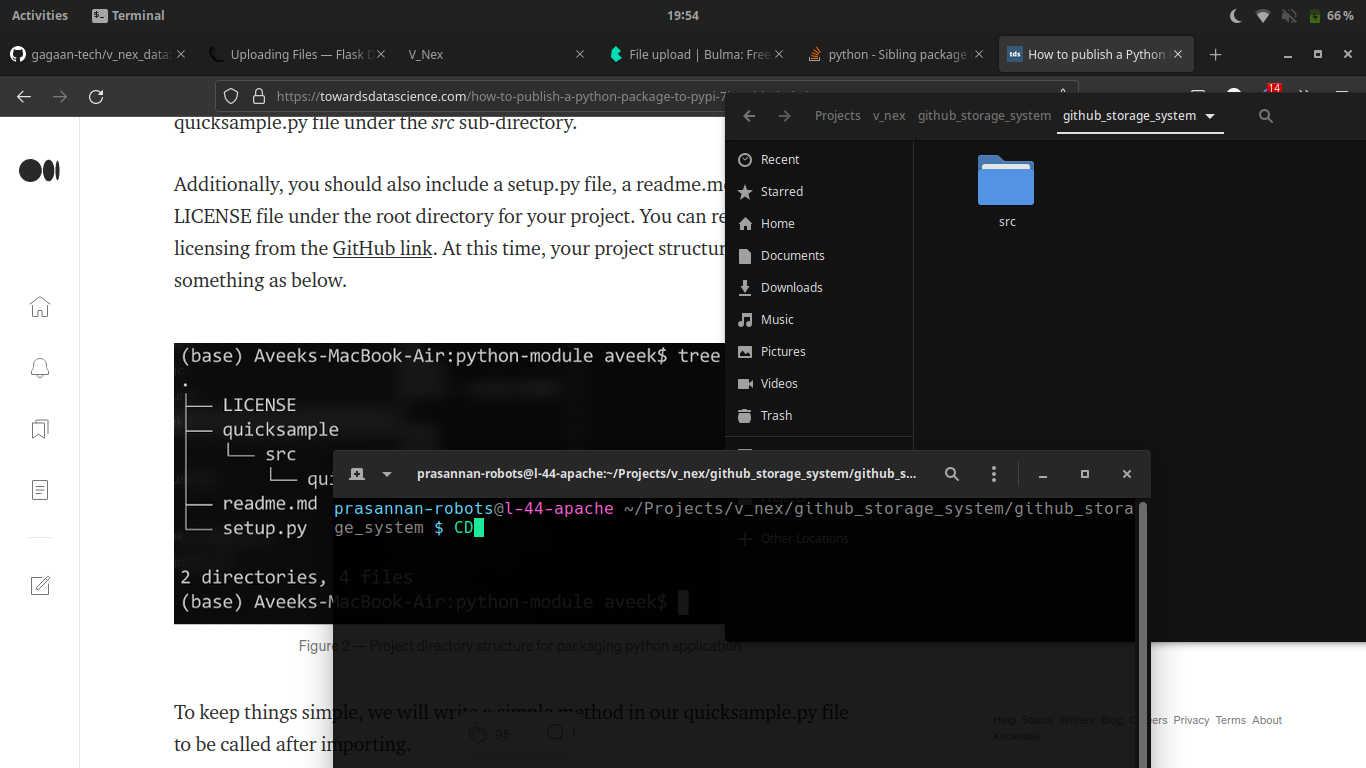 Activities
Terminal
19:54
66 %
gagaan-tech/v_nex_data
Uploading Files — Flask D
V_Nex
File upload | Bulma: Free
python - Sibling package
tds
How to publish a Python
https://towardsdatascience.com/how-to-publish-a-python-package-to-pypi-7
14
quicksample.py file under the src sub-directory.
Additionally, you should also include a setup.py file, a
LICENSE file under the root directory for your project. You can
licensing from the GitHub link. At this time, your project
something as below.
(base) Aveeks-MacBook-Air:python-module aveek$ tree
.
├── LICENSE
├── quicksample
│   └── src
│       └── qui
├── readme.md
└── setup.py
2 directories, 4 files
(base) Aveeks-MacBook-Air:python-module aveek$
Figure 2 — Project directory structure for packaging python application
To keep things simple, we will write a simple method in our quicksample.py file
to be called after importing.
95
1
Help Status Writers Blog Careers Privacy Terms About
Knowable
Projects
v_nex
github_storage_system
github_storage_system
Recent
Starred
Home
Documents
Downloads
Music
Pictures
Videos
Trash
Other Locations
src
prasannan-robots@l-44-apache:~/Projects/v_nex/github_storage_system/github_s...
prasannan-robots@l-44-apache ~/Projects/v_nex/github_storage_system/github_stora
ge_system $ CD